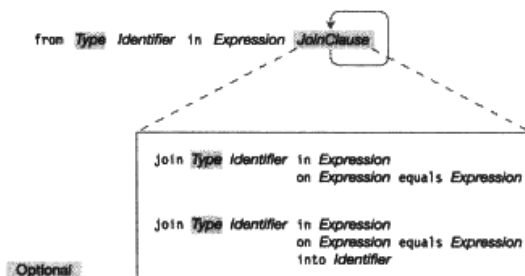 from Type Identifier in Expression JoinClause
join Type Identifier in Expression
on Expression equals Expression
join Type Identifier in Expression
on Expression equals Expression
into Identifier
Optional